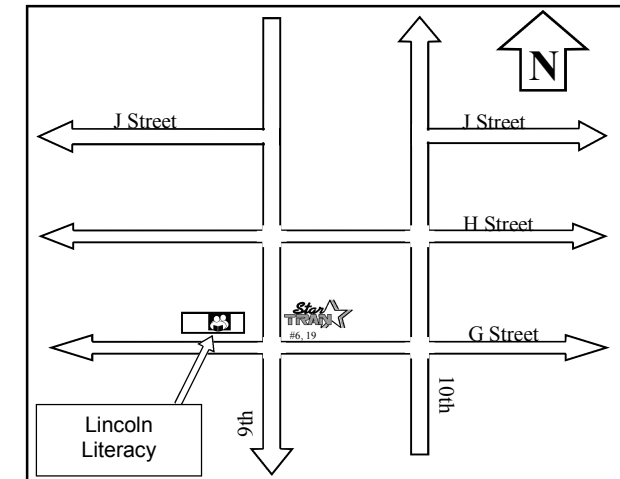 N
J Street
J Street
H Street
Star
TRAN
#6, 19
G Street
Lincoln
Literacy
9th
10th